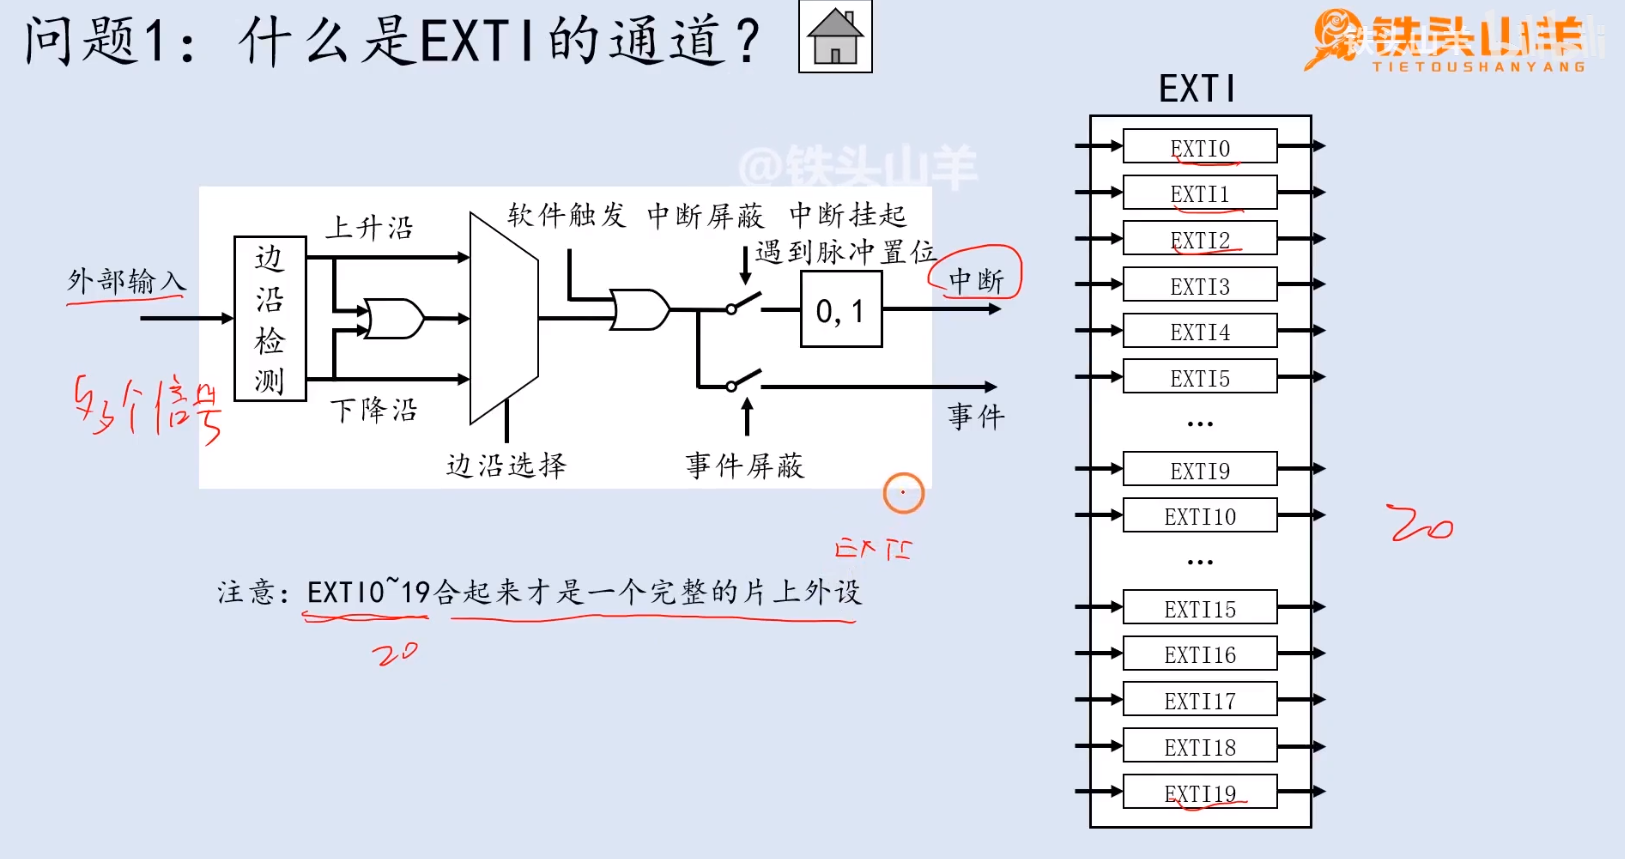 问题1：什么是EXTI的通道？
铁头山羊
TIETOUSHANYANG
@铁头山羊
EXTI
EXTI0
EXTI1
EXTI2
EXTI3
EXTI4
EXTI5
...
EXTI9
EXTI10
...
EXTI15
EXTI16
EXTI17
EXTI18
EXTI19
20
软件触发 中断屏蔽 中断挂起
上升沿
遇到脉冲置位
外部输入
边沿检测
0,1
中断
多个信号
下降沿
事件
边沿选择
事件屏蔽
EXTI
注意：EXTI0~19合起来才是一个完整的片上外设
20